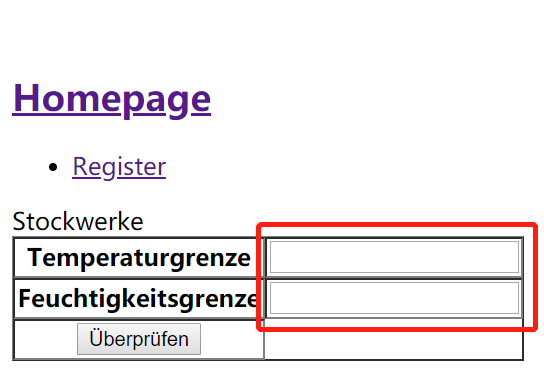 Homepage
Register
Stockwerke
Temperaturgrenze
Feuchtigkeitsgrenze
Überprüfen